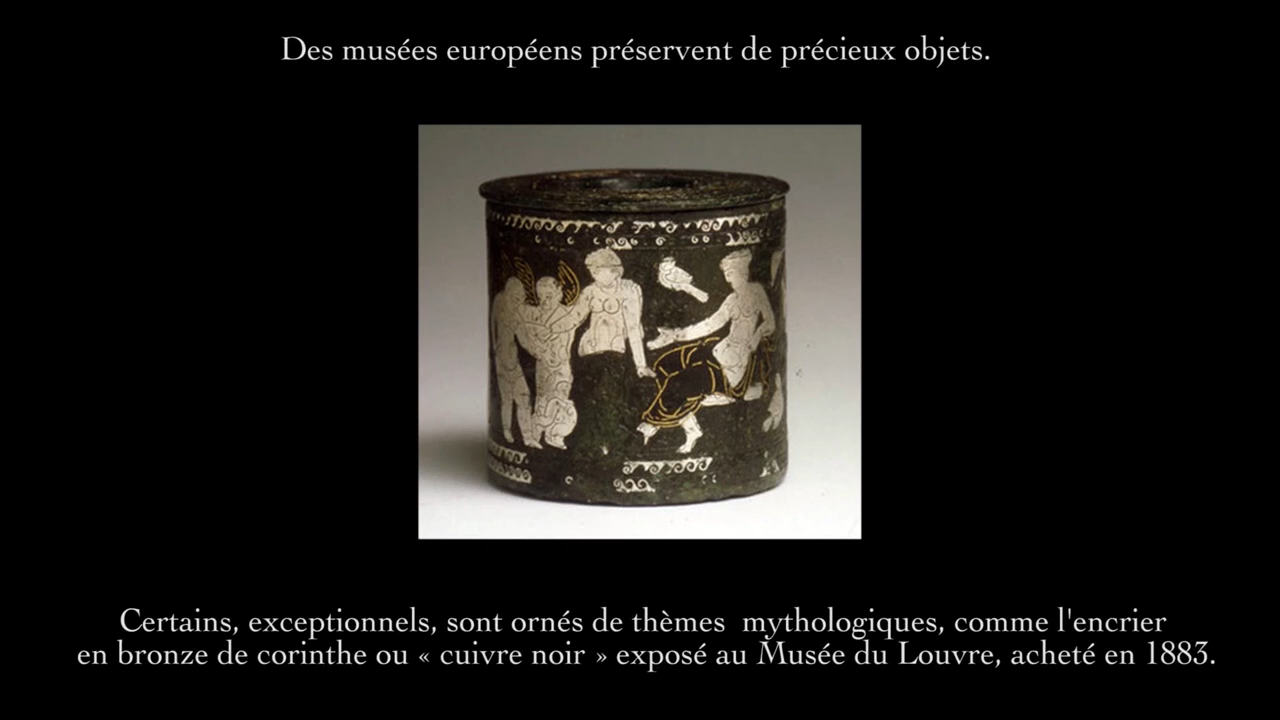 Des musées européens préservent de précieux objets.
Certains, exceptionnels, sont ornés de thèmes  mythologiques, comme l'encrier
en bronze de corinthe ou « cuivre noir » exposé au Musée du Louvre, acheté en 1883.